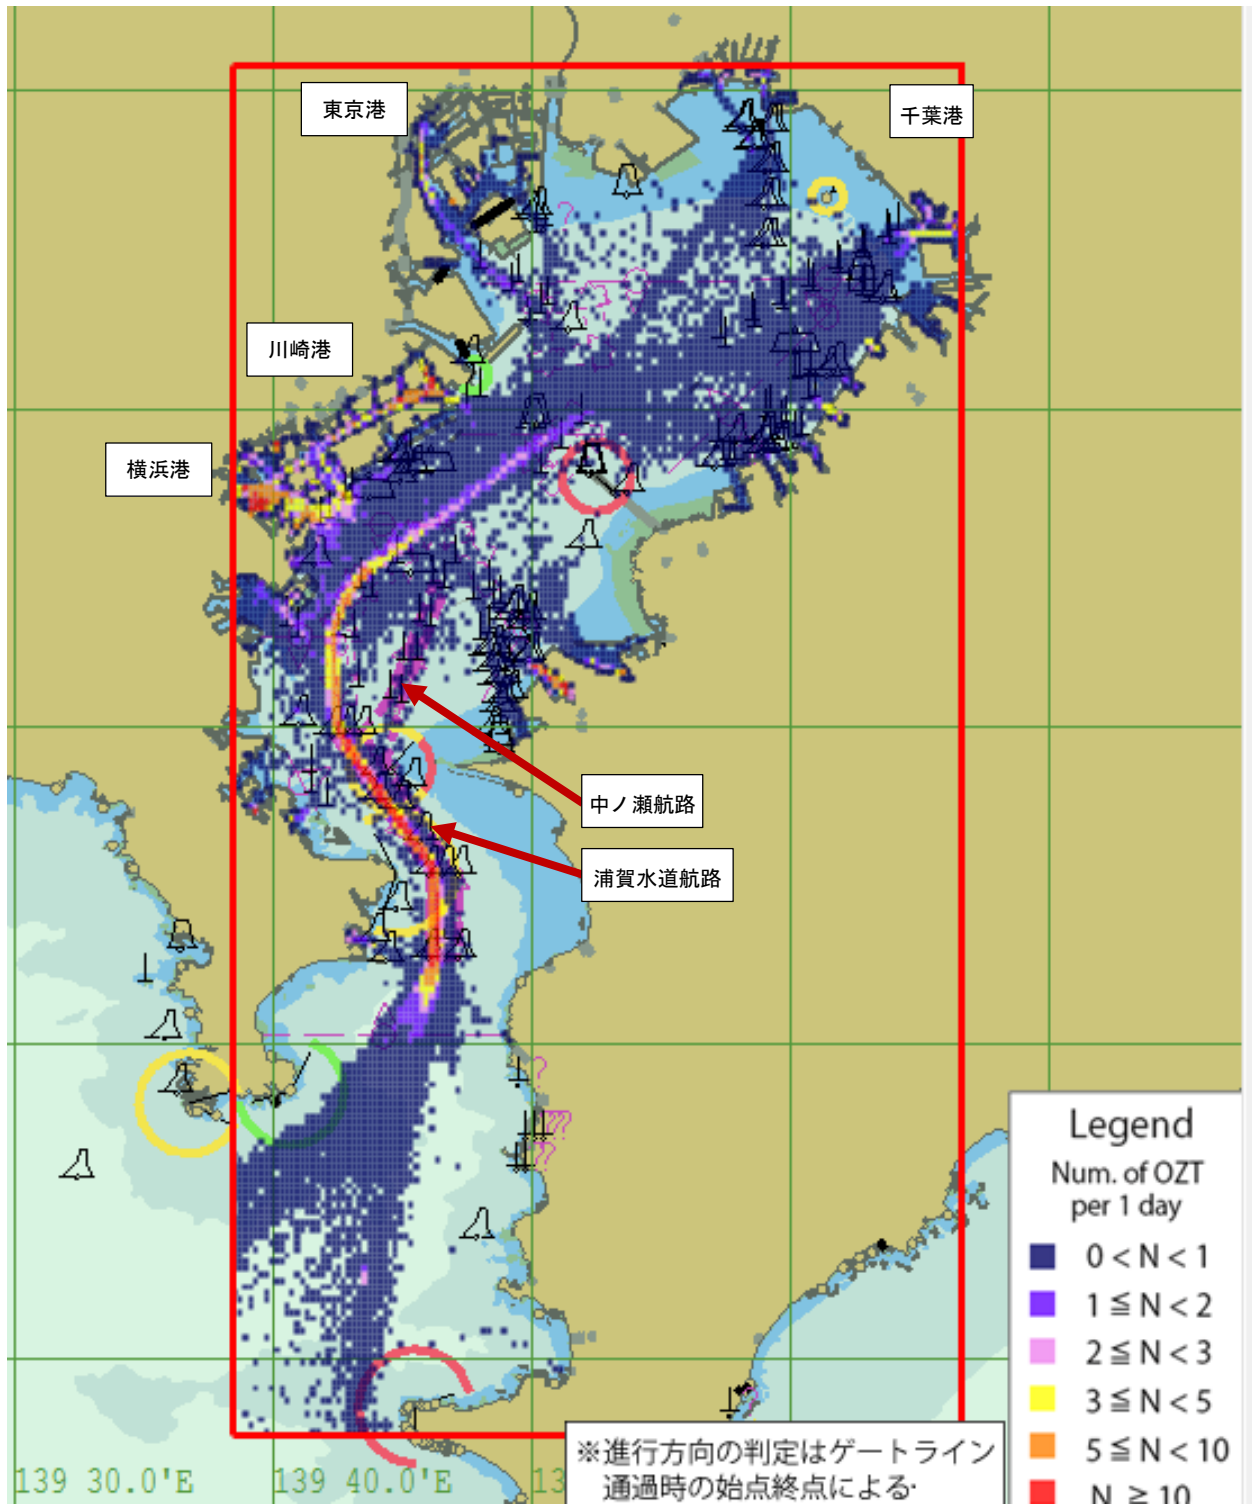 東京港
千葉港
川崎港
横浜港
中ノ瀬航路
浦賀水道航路
Legend
Num. of OZT
per 1 day
0 < N < 1
1 ≦ N < 2
2 ≦ N < 3
3 ≦ N < 5
5 ≦ N < 10
N ≧ 10
※進行方向の判定はゲートライン
通過時の始点終点による
139 30.0'E
139 40.0'E
13